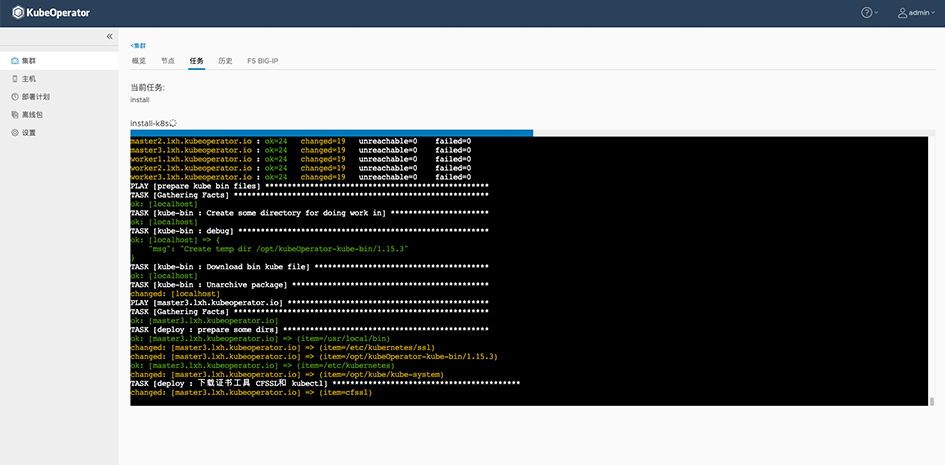 KubeOperator
admin
集群
主机
部署计划
离线包
设置
<集群
概览 节点 任务 历史 F5 BIG-IP
当前任务:
install
install-k8s
master2.lxh.kubeoperator.io : ok=24 changed=19 unreachable=0 failed=0
master3.lxh.kubeoperator.io : ok=24 changed=19 unreachable=0 failed=0
worker1.lxh.kubeoperator.io : ok=24 changed=19 unreachable=0 failed=0
worker2.lxh.kubeoperator.io : ok=24 changed=19 unreachable=0 failed=0
worker3.lxh.kubeoperator.io : ok=24 changed=19 unreachable=0 failed=0
PLAY [prepare kube bin files] **************************************************
TASK [Gathering Facts] *********************************************************
ok: [localhost]
TASK [kube-bin : Create some directory for doing work in] **********************
ok: [localhost]
TASK [kube-bin : debug] ********************************************************
ok: [localhost] => {
"msg": "Create temp dir /opt/kubeOperator-kube-bin/1.15.3"
}
TASK [kube-bin : Download bin kube file] ***************************************
ok: [localhost]
TASK [kube-bin : Unarchive package] ********************************************
changed: [localhost]
PLAY [master3.lxh.kubeoperator.io] *********************************************
TASK [Gathering Facts] *********************************************************
ok: [master3.lxh.kubeoperator.io]
TASK [deploy : prepare some dirs] **********************************************
ok: [master3.lxh.kubeoperator.io] => (item=/usr/local/bin)
changed: [master3.lxh.kubeoperator.io] => (item=/etc/kubernetes/ssl)
changed: [master3.lxh.kubeoperator.io] => (item=/opt/kubeOperator-kube-bin/1.15.3)
ok: [master3.lxh.kubeoperator.io] => (item=/etc/kubernetes)
changed: [master3.lxh.kubeoperator.io] => (item=/opt/kube/kube-system)
TASK [deploy : 下载证书工具 CFSSL和 kubectl] ******************************************
changed: [master3.lxh.kubeoperator.io] => (item=cfssl)